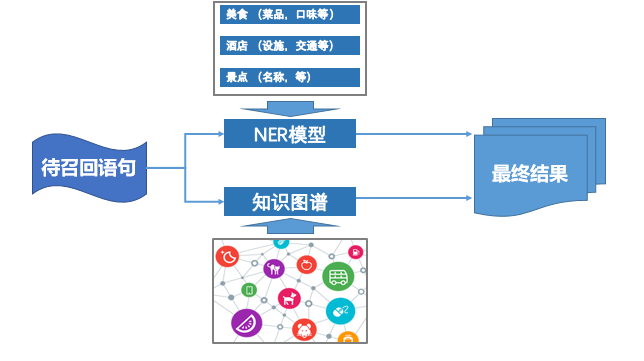 美食 （菜品，口味等）
酒店 （设施，交通等）
景点 （名称，等）
NER模型
待召回语句
最终结果
知识图谱